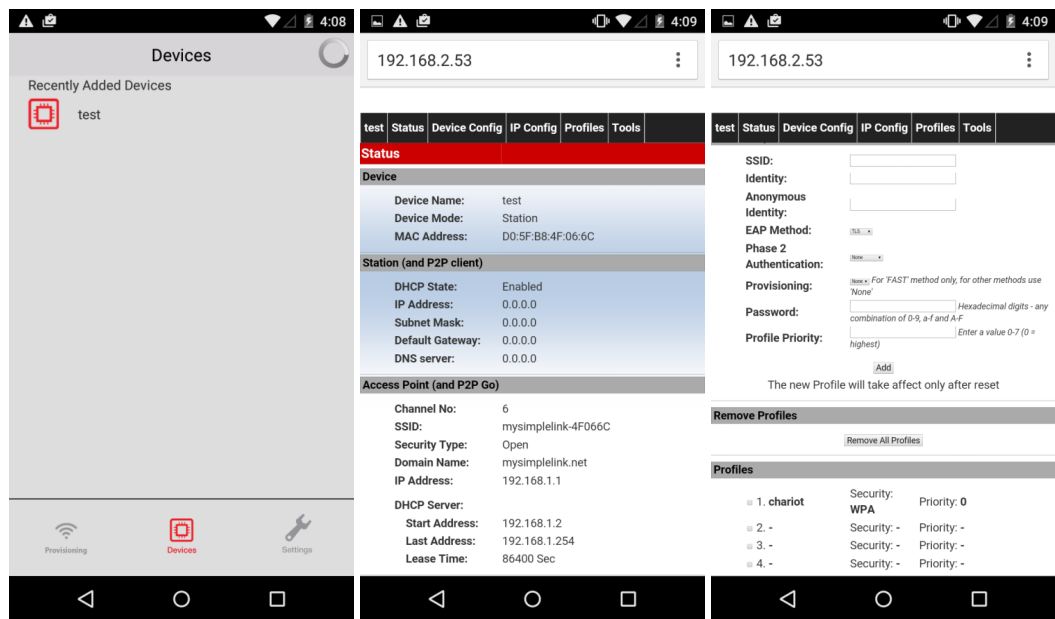 4:08
Devices
Recently Added Devices
test
Provisioning
Devices
Settings
4:09
192.168.2.53
test Status Device Config IP Config Profiles Tools
Status
Device
Device Name: test
Device Mode: Station
MAC Address: D0:5F:B8:4F:06:6C
Station (and P2P client)
DHCP State: Enabled
IP Address: 0.0.0.0
Subnet Mask: 0.0.0.0
Default Gateway: 0.0.0.0
DNS server: 0.0.0.0
Access Point (and P2P Go)
Channel No: 6
SSID: mysimplelink-4F066C
Security Type: Open
Domain Name: mysimplelink.net
IP Address: 192.168.1.1
DHCP Server:
Start Address: 192.168.1.2
Last Address: 192.168.1.254
Lease Time: 86400 Sec
4:09
192.168.2.53
test Status Device Config IP Config Profiles Tools
SSID:
Identity:
Anonymous
Identity:
EAP Method: TLS
Phase 2
Authentication: None
Provisioning: None For 'FAST' method only, for other methods use
'None'
Password: Hexadecimal digits - any
combination of 0-9, a-f and A-F
Profile Priority: Enter a value 0-7 (0 =
highest)
Add
The new Profile will take affect only after reset
Remove Profiles
Remove All Profiles
Profiles
1. chariot Security: WPA Priority: 0
2. - Security: - Priority: -
3. - Security: - Priority: -
4. - Security: - Priority: -